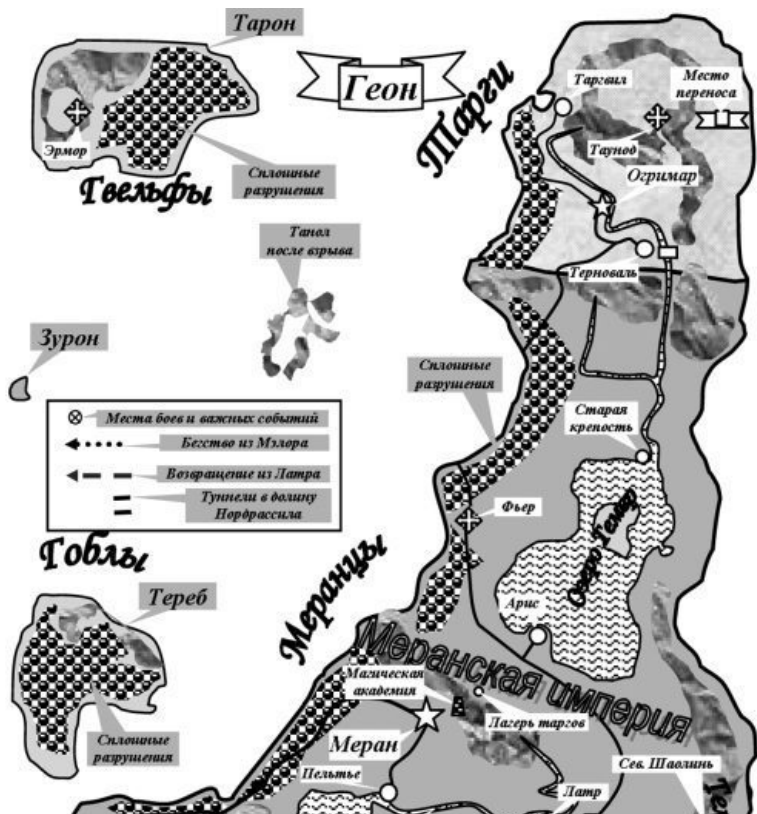 Тарон
Геон
Тарги
Таргвил
Место
переноса
Таунод
Эрмор
Огримар
Сплошные
разрушения
Гвельфы
Танол
после взрыва
Терноваль
Зурон
Сплошные
разрушения
Старая
крепость
Места боев и важных событий
Бегство из Мэлора
Возвращение из Латра
Туннели в долину
Нордрассила
Фьер
Озеро Темар
Гоблы
Меранцы
Тереб
Арис
Меранская империя
Магическая
академия
Лагерь таргов
Сплошные
разрушения
Меран
Пельтье
Сев. Шаолинь
Латр